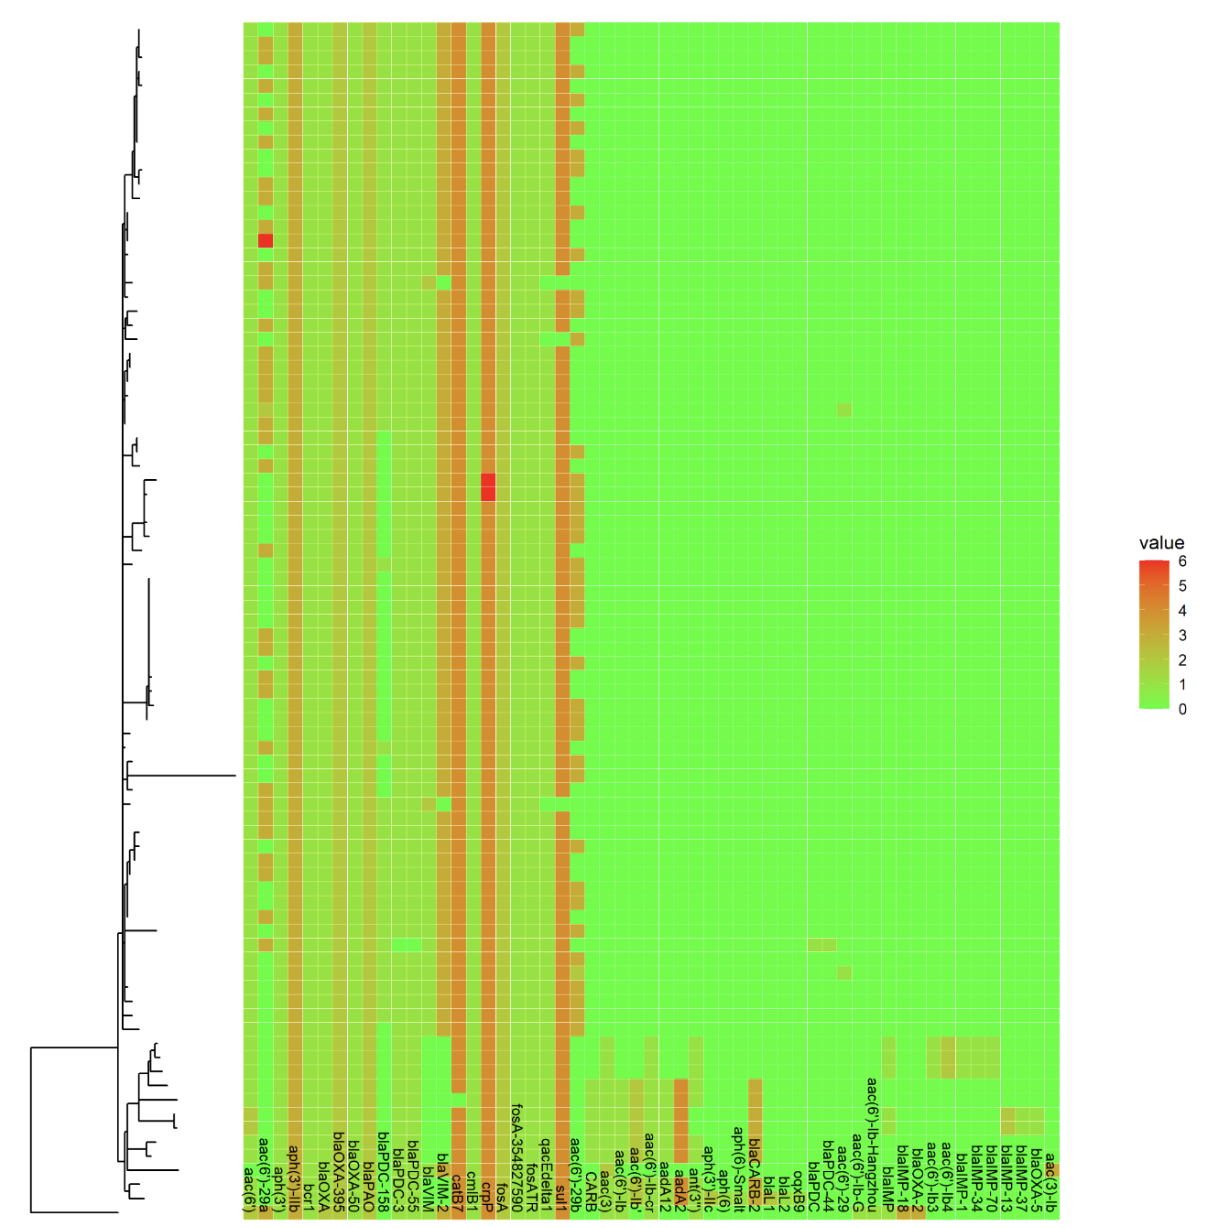 value
6
5
4
3
2
1
0
aac(6')
aac(6')-29a
aph(3')
aph(3')-IIb
bcr1
blaOXA
blaOXA-395
blaOXA-50
blaPAO
blaPDC-158
blaPDC-3
blaPDC-55
blaVIM
blaVIM-2
catB7
cmlB1
crpP
fosA
fosA-354827590
fosATR
qacEdelta1
sul1
aac(6')-29b
CARB
aac(3)
aac(6')-Ib
aac(6')-Ib'
aac(6')-Ib-cr
aadA12
aadA2
ant(3'')
aph(3')-IIc
aph(6)
aph(6)-Smalt
blaCARB-2
blaL1
blaL2
oqxB9
blaPDC
blaPDC-44
aac(6')-29
aac(6')-Ib-G
aac(6')-Ib-Hangzhou
blaIMP
blaIMP-18
blaOXA-2
aac(6')-Ib3
aac(6')-Ib4
blaIMP-1
blaIMP-34
blaIMP-70
blaIMP-13
blaIMP-37
blaOXA-5
aac(3)-Ib